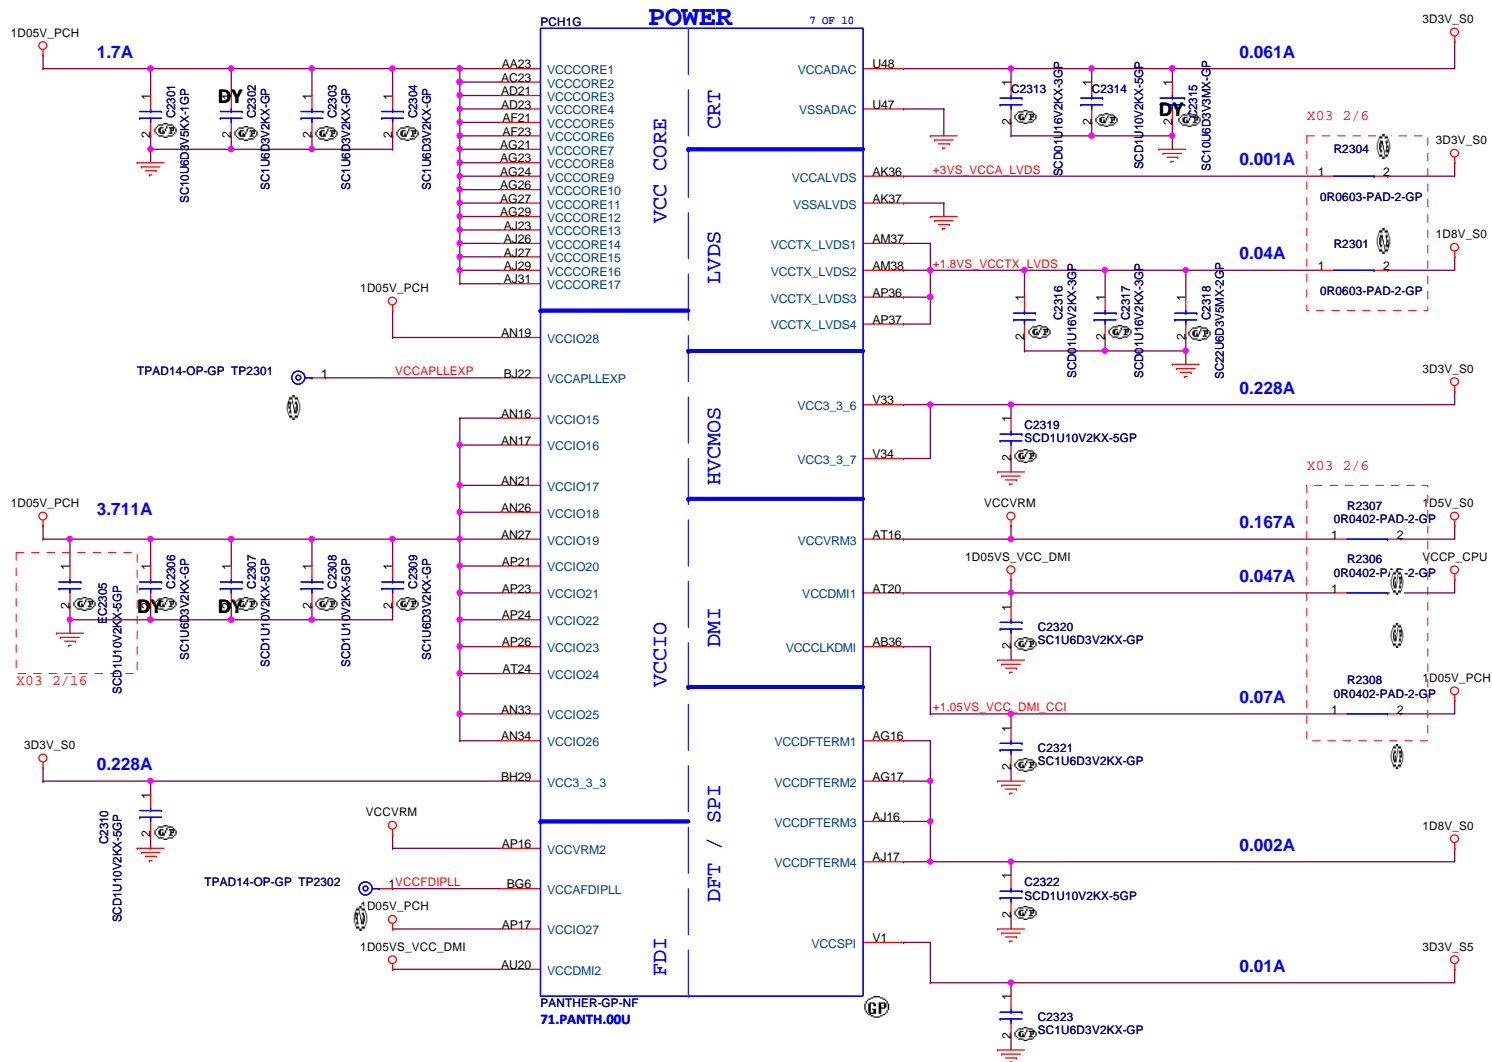 POWER
PCH1G
7 OF 10
1D05V_PCH
1.7A
C2301
SC10U6D3V5KX-1GP
DY
C2302
SC1U6D3V2KX-GP
C2303
SC1U6D3V2KX-GP
C2304
SC1U6D3V2KX-GP
AA23 VCCCORE1
AC23 VCCCORE2
AD21 VCCCORE3
AD23 VCCCORE4
AF21 VCCCORE5
AF23 VCCCORE6
AG21 VCCCORE7
AG23 VCCCORE8
AG24 VCCCORE9
AG26 VCCCORE10
AG27 VCCCORE11
AG29 VCCCORE12
AJ23 VCCCORE13
AJ26 VCCCORE14
AJ27 VCCCORE15
AJ29 VCCCORE16
AJ31 VCCCORE17
VCC CORE
1D05V_PCH
AN19 VCCIO28
TPAD14-OP-GP TP2301
1
VCCAPLLEXP
BJ22 VCCAPLLEXP
AN16 VCCIO15
AN17 VCCIO16
AN21 VCCIO17
AN26 VCCIO18
AN27 VCCIO19
AP21 VCCIO20
AP23 VCCIO21
AP24 VCCIO22
AP26 VCCIO23
AT24 VCCIO24
AN33 VCCIO25
AN34 VCCIO26
VCCIO
1D05V_PCH
3.711A
EC2305
SCD1U10V2KX-5GP
X03 2/16
DY
C2306
SC1U6D3V2KX-GP
DY
C2307
SCD1U10V2KX-5GP
C2308
SCD1U10V2KX-5GP
C2309
SC1U6D3V2KX-GP
3D3V_S0
0.228A
BH29 VCC3_3_3
C2310
SCD1U10V2KX-5GP
VCCVRM
AP16 VCCVRM2
TPAD14-OP-GP TP2302
1
VCCFDIPLL
BG6 VCCAFDIPLL
1D05V_PCH
AP17 VCCIO27
1D05VS_VCC_DMI
AU20 VCCDMI2
FDI
PANTHER-GP-NF
71.PANTH.00U
GP
CRT
VCCADAC U48
VSSADAC U47
0.061A
3D3V_S0
C2313
SCD01U16V2KX-3GP
C2314
SCD1U10V2KX-5GP
DY
C2315
SC10U6D3V3MX-GP
LVDS
VCCALVDS AK36
+3VS_VCCA_LVDS
0.001A
X03 2/6
R2304
1 2
0R0603-PAD-2-GP
3D3V_S0
VSSALVDS AK37
VCCTX_LVDS1 AM37
VCCTX_LVDS2 AM38
VCCTX_LVDS3 AP36
VCCTX_LVDS4 AP37
+1.8VS_VCCTX_LVDS
0.04A
R2301
1 2
0R0603-PAD-2-GP
1D8V_S0
C2316
SCD01U16V2KX-3GP
C2317
SCD01U16V2KX-3GP
C2318
SC22U6D3V5MX-2GP
HVCMOS
VCC3_3_6 V33
VCC3_3_7 V34
0.228A
3D3V_S0
C2319
SCD1U10V2KX-5GP
X03 2/6
DMI
VCCVRM
VCCVRM3 AT16
0.167A
R2307
0R0402-PAD-2-GP
1 2
1D5V_S0
1D05VS_VCC_DMI
VCCDMI1 AT20
0.047A
R2306
1 2
VCCP_CPU
C2320
SC1U6D3V2KX-GP
VCCCLKDMI AB36
+1.05VS_VCC_DMI_CCI
0.07A
R2308
0R0402-PAD-2-GP
1 2
1D05V_PCH
C2321
SC1U6D3V2KX-GP
DFT / SPI
VCCDFTERM1 AG16
VCCDFTERM2 AG17
VCCDFTERM3 AJ16
VCCDFTERM4 AJ17
0.002A
1D8V_S0
C2322
SCD1U10V2KX-5GP
VCCSPI V1
0.01A
3D3V_S5
C2323
SC1U6D3V2KX-GP